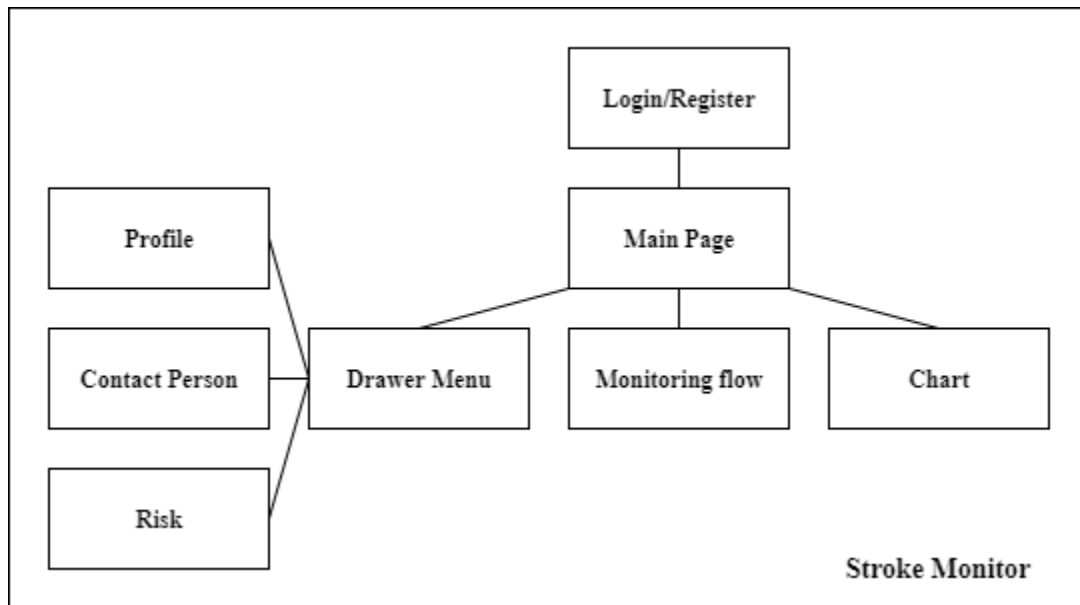 Login/Register
Profile
Main Page
Contact Person
Drawer Menu
Monitoring flow
Chart
Risk
Stroke Monitor